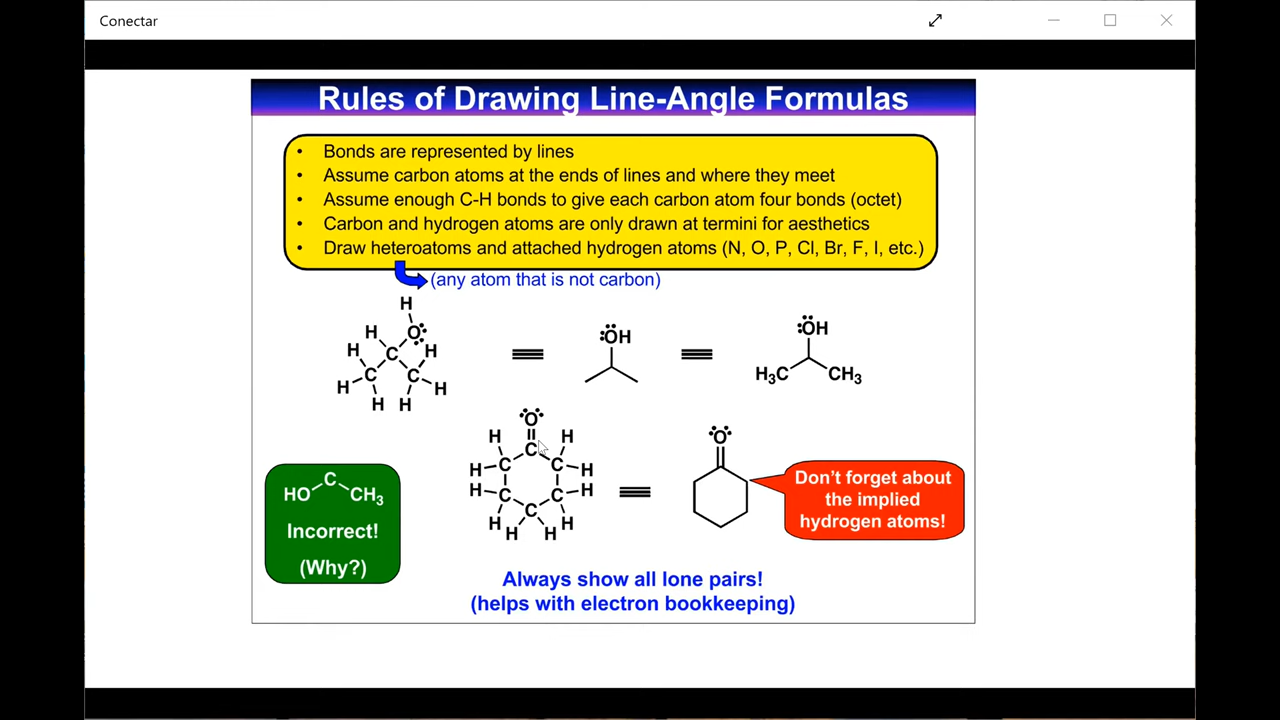 Conectar
Rules of Drawing Line-Angle Formulas
• Bonds are represented by lines
• Assume carbon atoms at the ends of lines and where they meet
• Assume enough C-H bonds to give each carbon atom four bonds (octet)
• Carbon and hydrogen atoms are only drawn at termini for aesthetics
• Draw heteroatoms and attached hydrogen atoms (N, O, P, Cl, Br, F, I, etc.)
(any atom that is not carbon)
H
H O
H C H
H C C H
H H
OH
OH
H₃C CH₃
O
H C H
H C C H
H C C H
H C H
H H
O
Don't forget about
the implied
hydrogen atoms!
C
HO CH₃
Incorrect!
(Why?)
Always show all lone pairs!
(helps with electron bookkeeping)